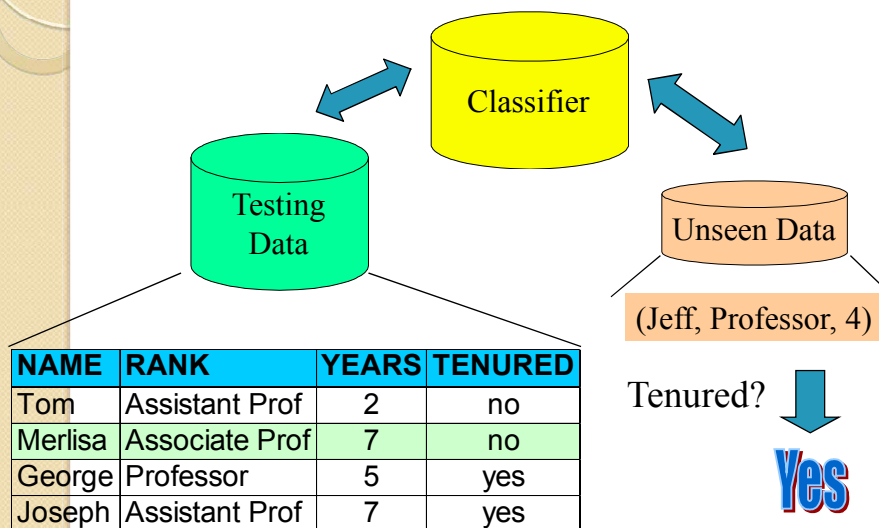 Classifier
Testing
Data
Unseen Data
(Jeff, Professor, 4)
NAME RANK YEARS TENURED
Tom Assistant Prof 2 no
Merlisa Associate Prof 7 no
George Professor 5 yes
Joseph Assistant Prof 7 yes
Tenured?
Yes